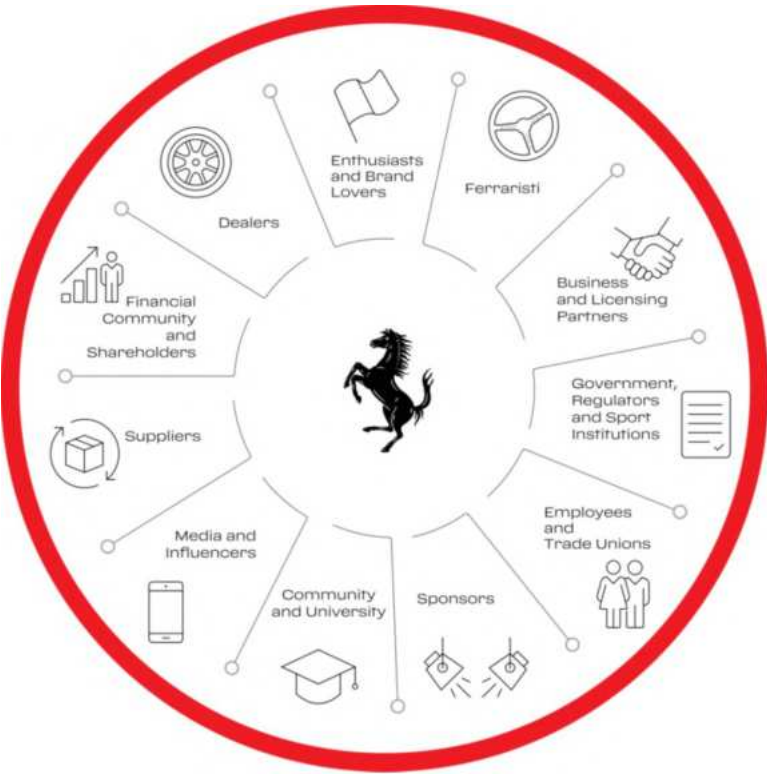 Enthusiasts
and Brand
Lovers
Ferraristi
Business
and Licensing
Partners
Government,
Regulators
and Sport
Institutions
Employees
and
Trade Unions
Sponsors
Community
and University
Media and
Influencers
Suppliers
Financial
Community
and
Shareholders
Dealers